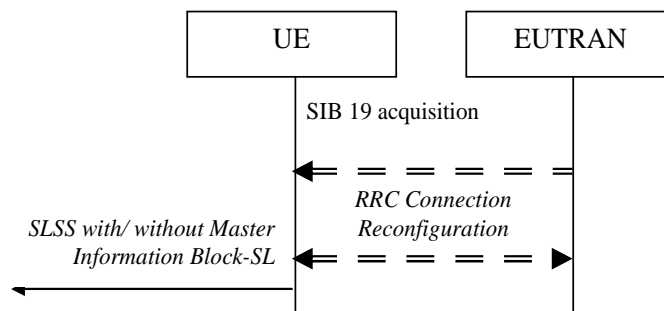 UE
EUTRAN
SIB 19 acquisition
RRC Connection
Reconfiguration
SLSS with/ without Master
Information Block-SL